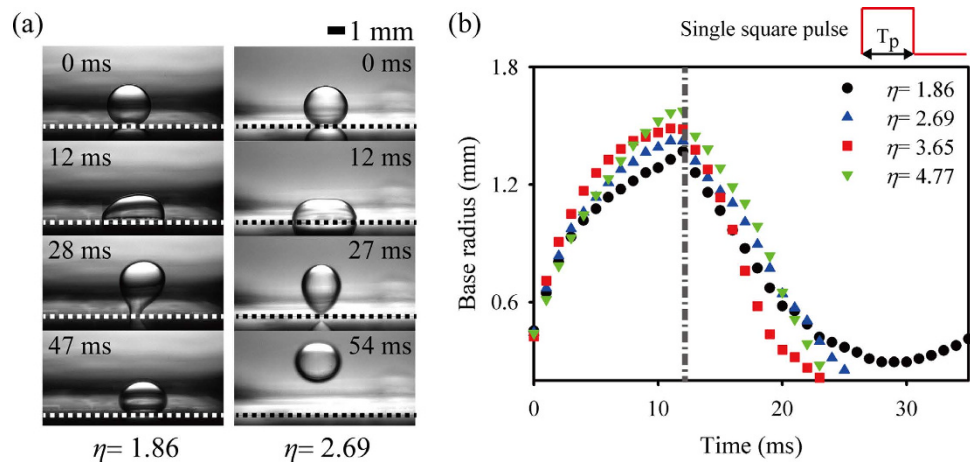 (a)
1 mm
0 ms
12 ms
28 ms
47 ms
η= 1.86
0 ms
12 ms
27 ms
54 ms
η= 2.69
(b)
Single square pulse
Tp
Base radius (mm)
1.8
1.2
0.6
0
10
20
30
Time (ms)
η= 1.86
η= 2.69
η= 3.65
η= 4.77